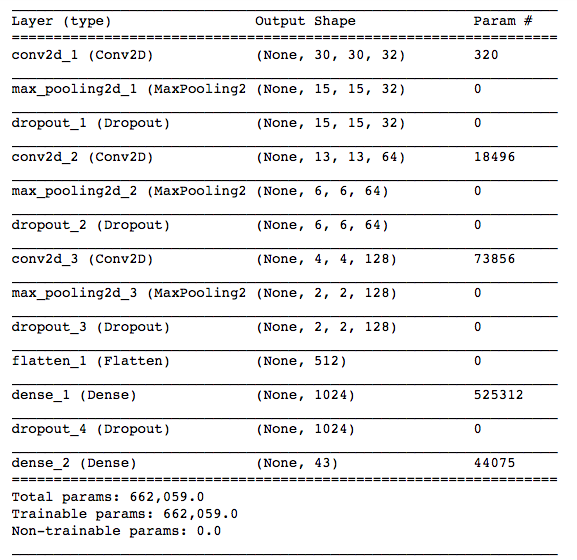 Layer (type) Output Shape Param #
conv2d_1 (Conv2D) (None, 30, 30, 32) 320
max_pooling2d_1 (MaxPooling2 (None, 15, 15, 32) 0
dropout_1 (Dropout) (None, 15, 15, 32) 0
conv2d_2 (Conv2D) (None, 13, 13, 64) 18496
max_pooling2d_2 (MaxPooling2 (None, 6, 6, 64) 0
dropout_2 (Dropout) (None, 6, 6, 64) 0
conv2d_3 (Conv2D) (None, 4, 4, 128) 73856
max_pooling2d_3 (MaxPooling2 (None, 2, 2, 128) 0
dropout_3 (Dropout) (None, 2, 2, 128) 0
flatten_1 (Flatten) (None, 512) 0
dense_1 (Dense) (None, 1024) 525312
dropout_4 (Dropout) (None, 1024) 0
dense_2 (Dense) (None, 43) 44075
Total params: 662,059.0
Trainable params: 662,059.0
Non-trainable params: 0.0